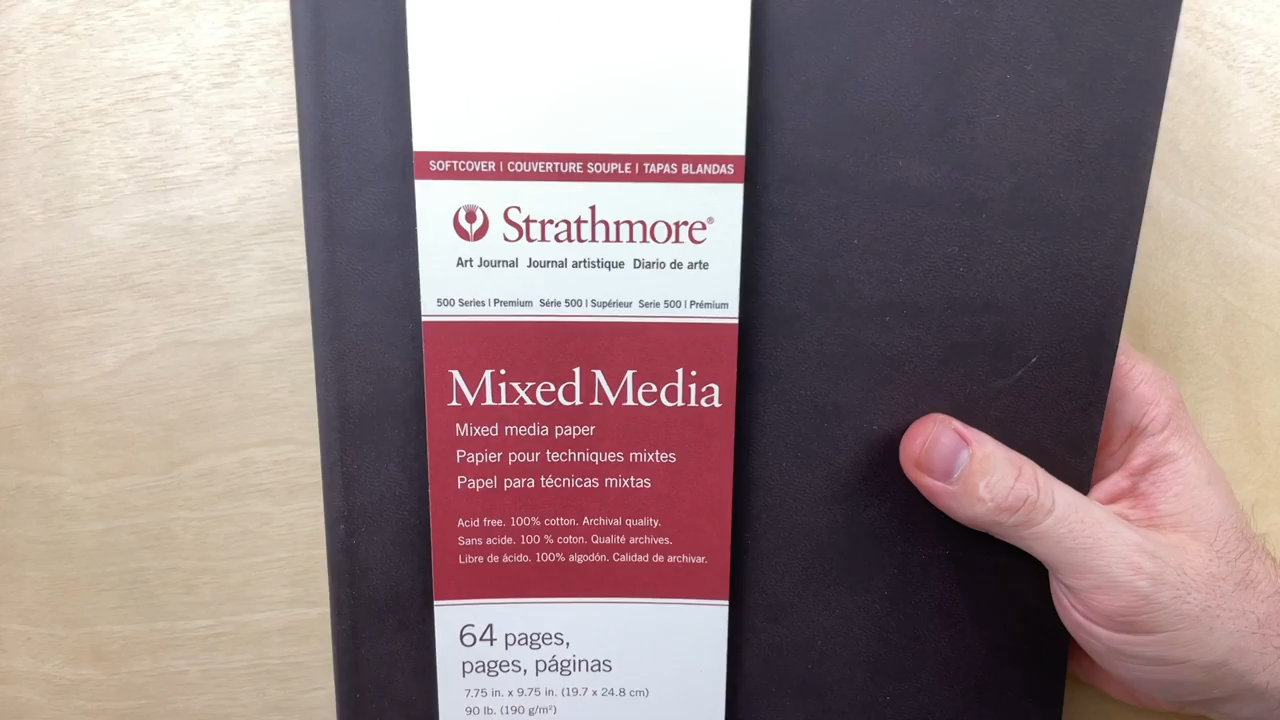 SOFTCOVER | COUVERTURE SOUPLE | TAPAS BLANDAS
Strathmore®
Art Journal Journal artistique Diario de arte
500 Series | Premium Série 500 | Supérieur Serie 500 | Prémium
Mixed Media
Mixed media paper
Papier pour techniques mixtes
Papel para técnicas mixtas
Acid free. 100% cotton. Archival quality.
Sans acide. 100 % coton. Qualité archives.
Libre de ácido. 100% algodón. Calidad de archivar.
64 pages,
pages, páginas
7.75 in. x 9.75 in. (19.7 x 24.8 cm)
90 lb. (190 g/m²)